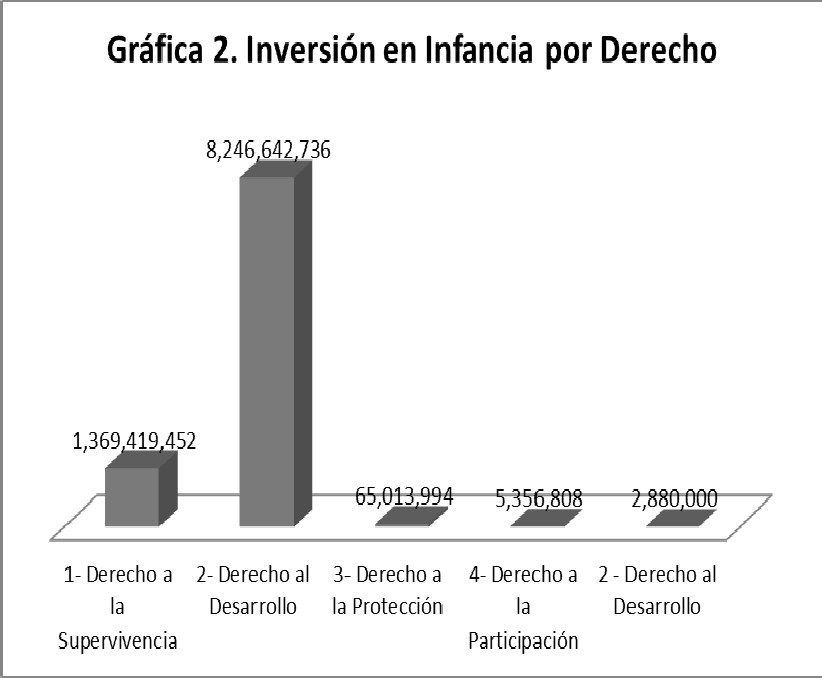 Gráfica 2. Inversión en Infancia por Derecho
8,246,642,736
1,369,419,452
65,013,994
5,356,808
2,880,000
1- Derecho a
la
Supervivencia
2- Derecho al
Desarrollo
3- Derecho a
la Protección
4- Derecho a
la
Participación
2 - Derecho al
Desarrollo